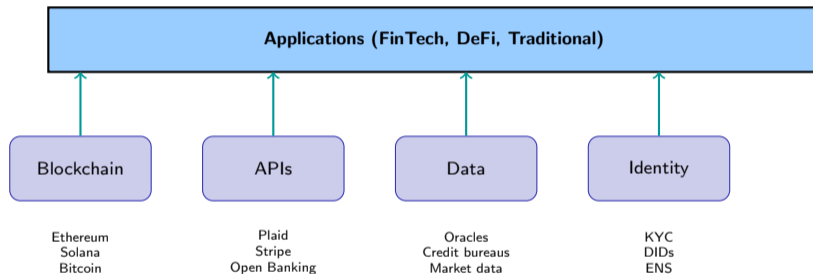 Applications (FinTech, DeFi, Traditional)
Blockchain
APIs
Data
Identity
Ethereum
Solana
Bitcoin
Plaid
Stripe
Open Banking
Oracles
Credit bureaus
Market data
KYC
DIDs
ENS